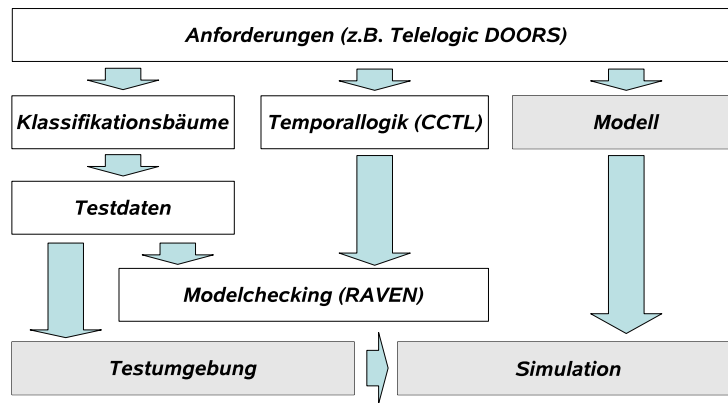 Anforderungen (z.B. Telelogic DOORS)
Klassifikationsbäume
Temporallogik (CCTL)
Modell
Testdaten
Modelchecking (RAVEN)
Testumgebung
Simulation